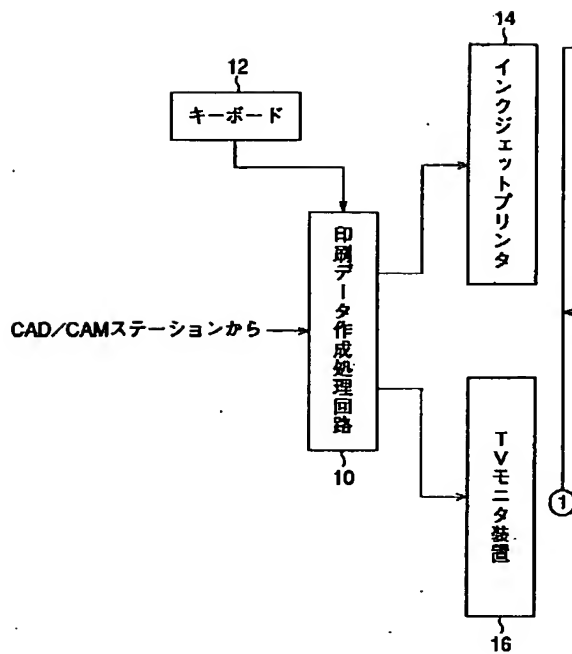 14
インクジェットプリンタ
12
キーボード
印刷データ作成処理回路
CAD/CAMステーションから
10
TVモニタ装置
①
16